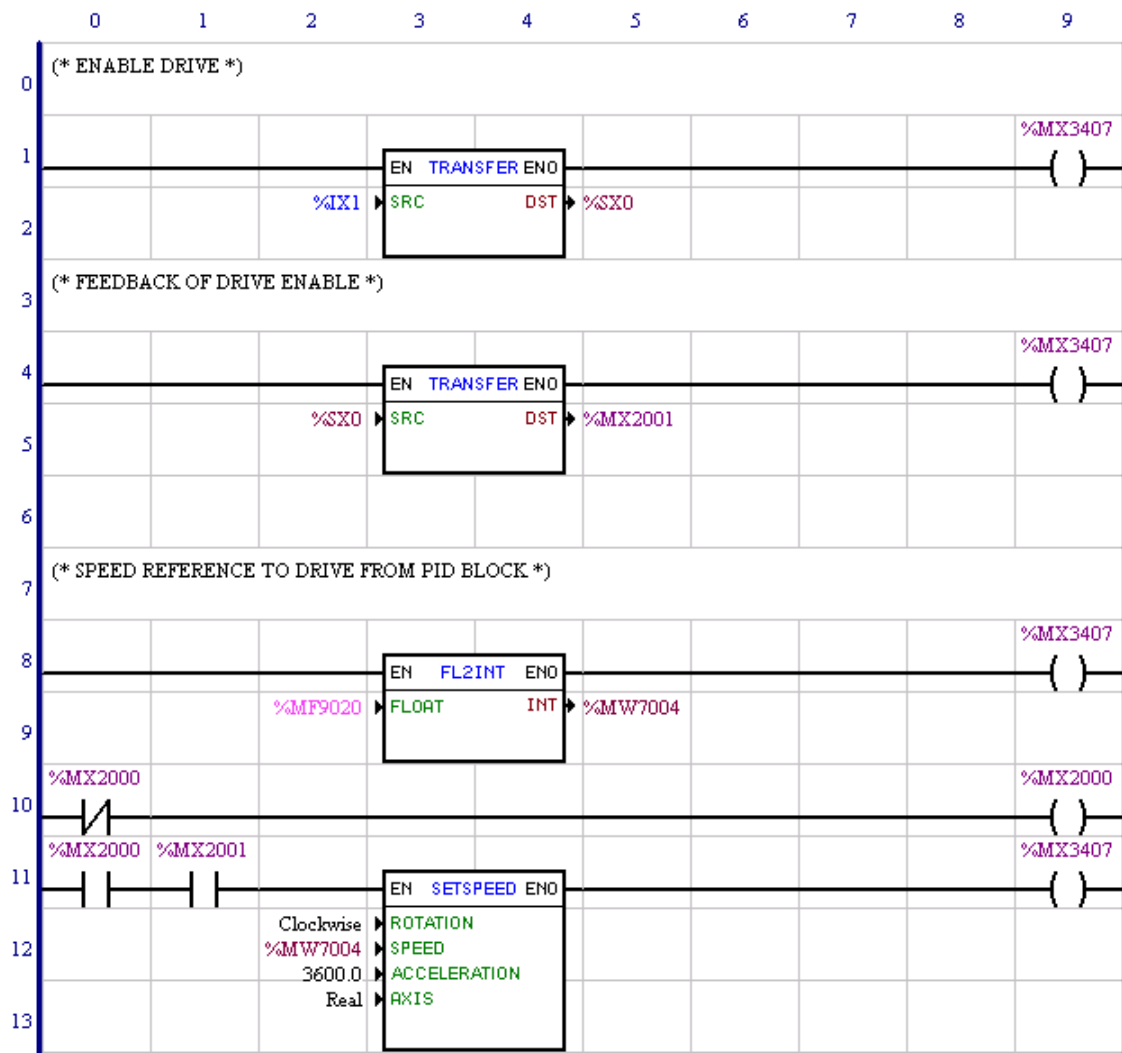 0 1 2 3 4 5 6 7 8 9
0 (* ENABLE DRIVE *)
%MX3407
1 EN TRANSFER ENO
%IX1 SRC DST %SX0
2
(* FEEDBACK OF DRIVE ENABLE *)
3
%MX3407
4 EN TRANSFER ENO
%SX0 SRC DST %MX2001
5
6
(* SPEED REFERENCE TO DRIVE FROM PID BLOCK *)
7
%MX3407
8 EN FL2INT ENO
%MF9020 FLOAT INT %MW7004
9
%MX2000 %MX2000
10
%MX2000 %MX2001 %MX3407
11 EN SETSPEED ENO
Clockwise ROTATION
12 %MW7004 SPEED
3600.0 ACCELERATION
Real AXIS
13